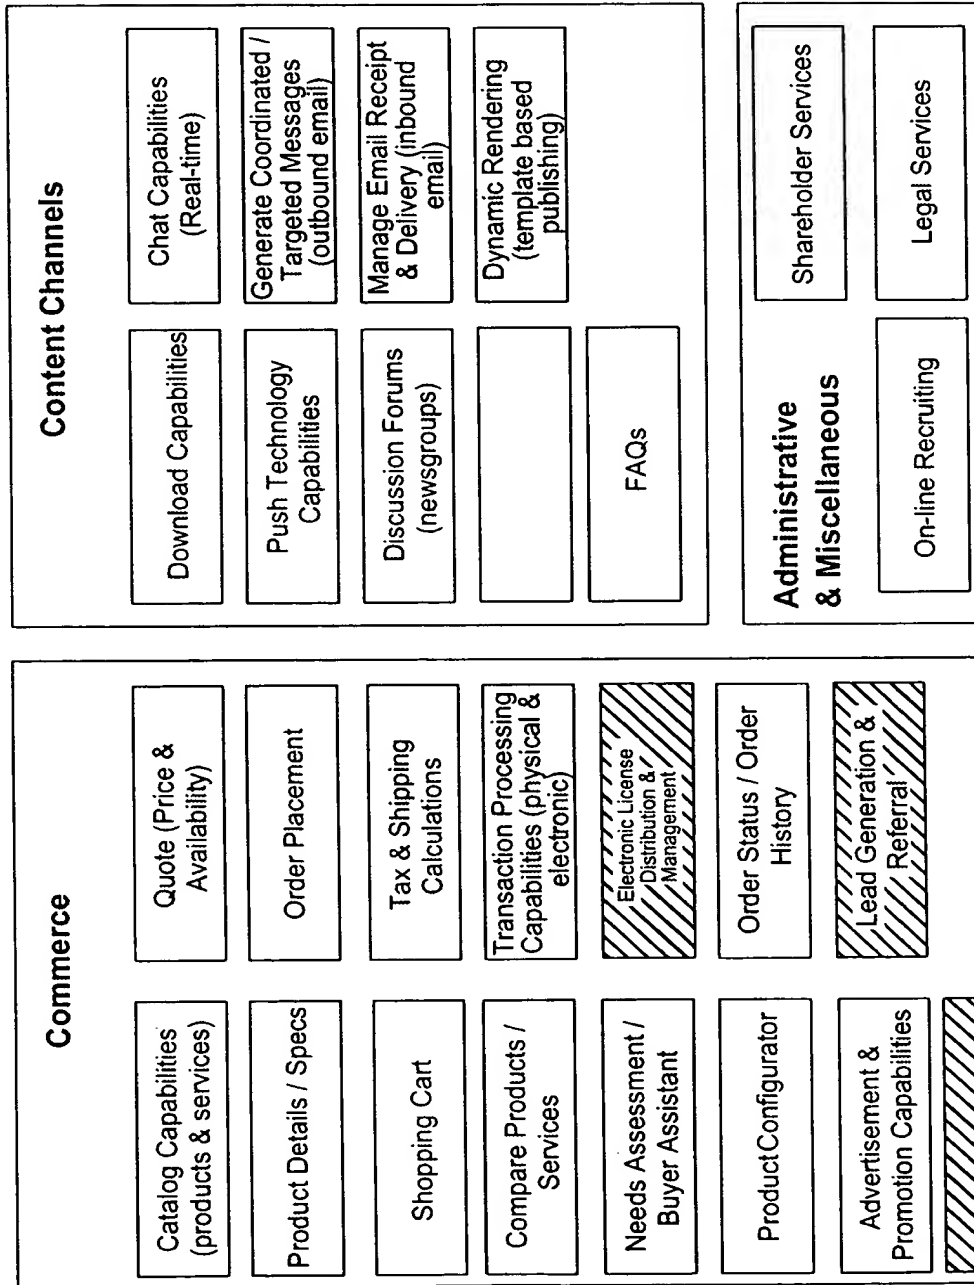 Commerce
Catalog Capabilities
(products & services)
Quote (Price &
Availability)
Product Details / Specs
Order Placement
Shopping Cart
Tax & Shipping
Calculations
Compare Products /
Services
Transaction Processing
Capabilities (physical &
electronic)
Needs Assessment /
Buyer Assistant
Electronic License
Distribution &
Management
Product Configurator
Order Status / Order
History
Advertisement &
Promotion Capabilities
Lead Generation &
Referral
Content Channels
Download Capabilities
Chat Capabilities
(Real-time)
Push Technology
Capabilities
Generate Coordinated /
Targeted Messages
(outbound email)
Discussion Forums
(newsgroups)
Manage Email Receipt
& Delivery (inbound
email)
Dynamic Rendering
(template based
publishing)
FAQs
Administrative
& Miscellaneous
Shareholder Services
On-line Recruiting
Legal Services